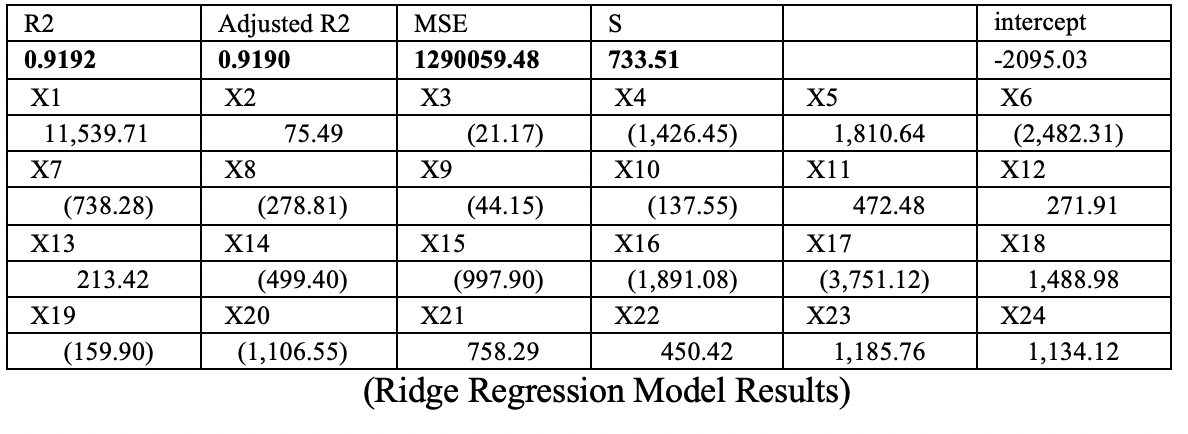 R2 Adjusted R2 MSE S intercept
0.9192 0.9190 1290059.48 733.51 -2095.03
X1 X2 X3 X4 X5 X6
11,539.71 75.49 (21.17) (1,426.45) 1,810.64 (2,482.31)
X7 X8 X9 X10 X11 X12
(738.28) (278.81) (44.15) (137.55) 472.48 271.91
X13 X14 X15 X16 X17 X18
213.42 (499.40) (997.90) (1,891.08) (3,751.12) 1,488.98
X19 X20 X21 X22 X23 X24
(159.90) (1,106.55) 758.29 450.42 1,185.76 1,134.12
(Ridge Regression Model Results)